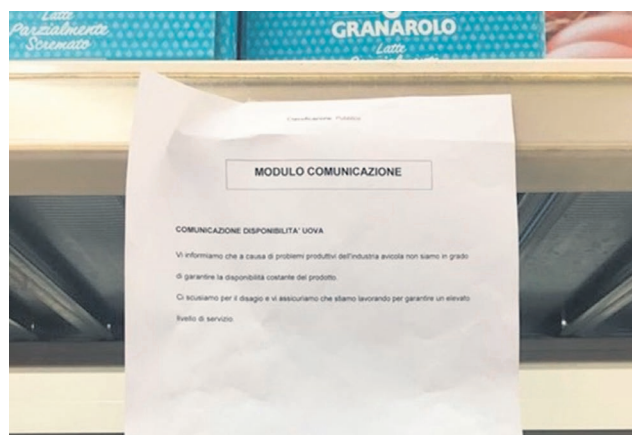 Latte
Parzialmente
Scremato
GRANAROLO
Latte
Classificazione: Pubblico
MODULO COMUNICAZIONE
COMUNICAZIONE DISPONIBILITA' UOVA
Vi informiamo che a causa di problemi produttivi dell'industria avicola non siamo in grado
di garantire la disponibilità costante del prodotto.
Ci scusiamo per il disagio e vi assicuriamo che stiamo lavorando per garantire un elevato
livello di servizio.